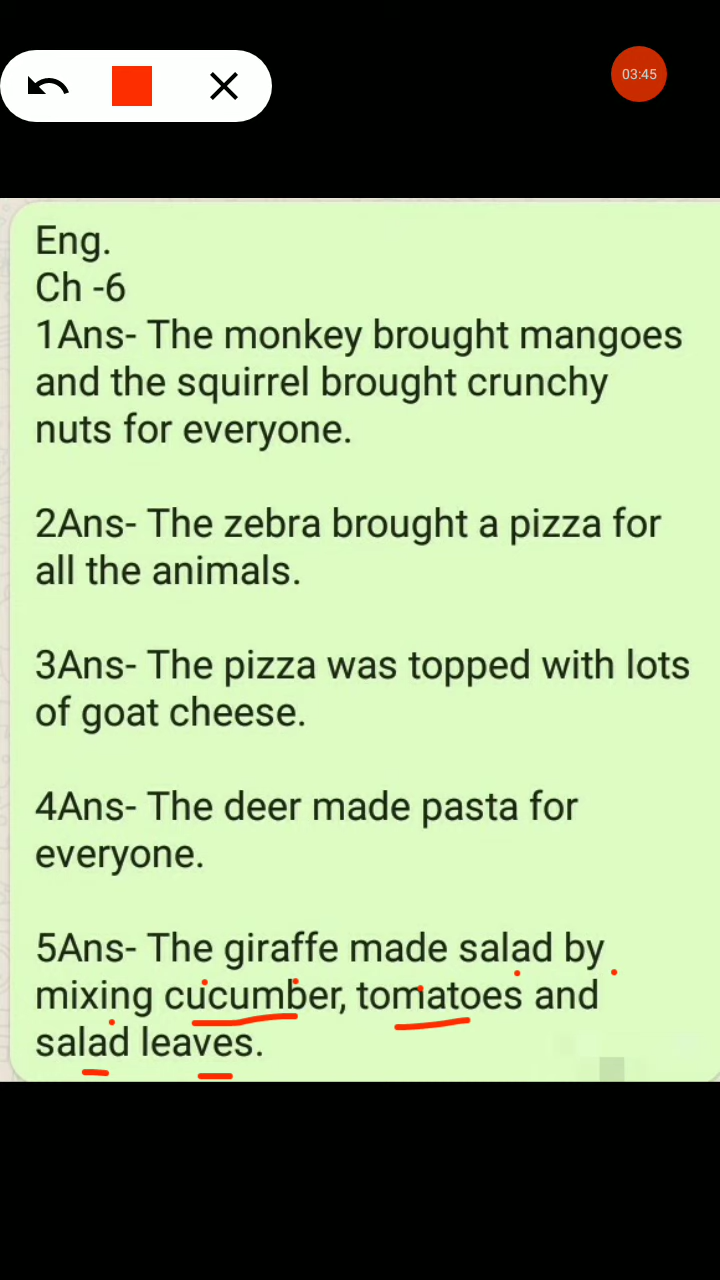 03:45
Eng.
Ch -6
1Ans- The monkey brought mangoes
and the squirrel brought crunchy
nuts for everyone.
2Ans- The zebra brought a pizza for
all the animals.
3Ans- The pizza was topped with lots
of goat cheese.
4Ans- The deer made pasta for
everyone.
5Ans- The giraffe made salad by
mixing cucumber, tomatoes and
salad leaves.